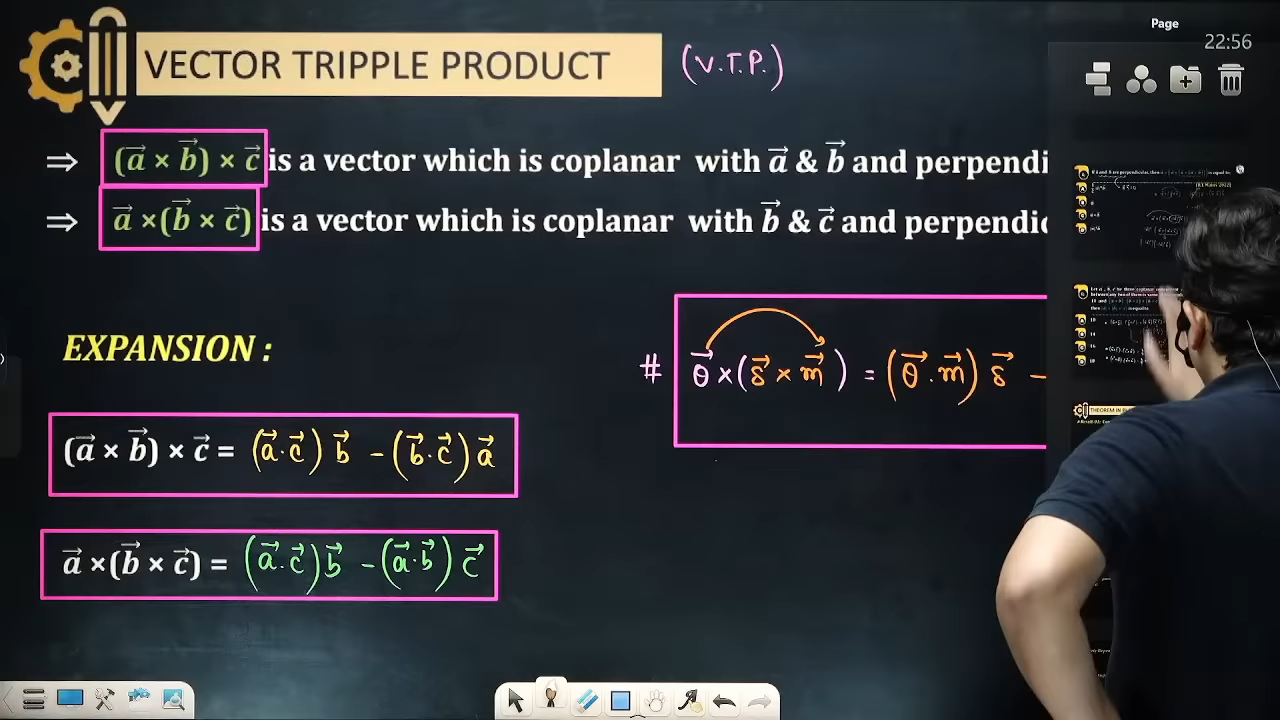 Page
22:56
VECTOR TRIPPLE PRODUCT (V.T.P.)
⇒ (a⃗ × b⃗) × c⃗ is a vector which is coplanar with a⃗ & b⃗ and perpendi
⇒ a⃗ ×(b⃗ × c⃗) is a vector which is coplanar with b⃗ & c⃗ and perpendic
EXPANSION :
# θ⃗ × (s⃗ × m⃗) = (θ⃗ . m⃗) s⃗ −
(a⃗ × b⃗) × c⃗ = (a⃗.c⃗) b⃗ − (b⃗.c⃗) a⃗
a⃗ ×(b⃗ × c⃗) = (a⃗.c⃗) b⃗ − (a⃗.b⃗) c⃗